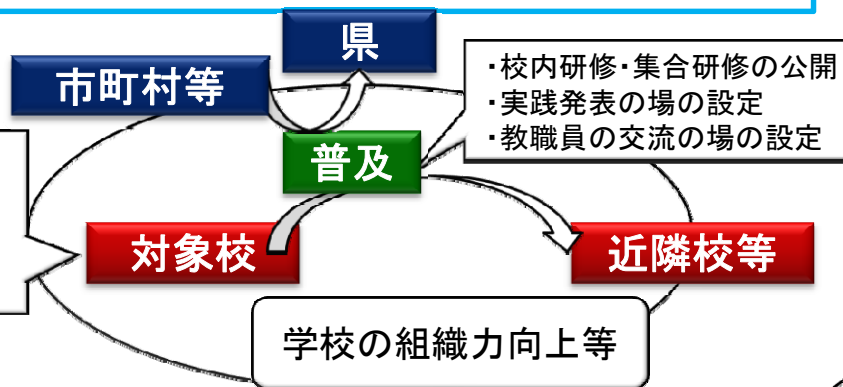 県
市町村等
・校内研修・集合研修の公開
・実践発表の場の設定
・教職員の交流の場の設定
普及
対象校
近隣校等
学校の組織力向上等